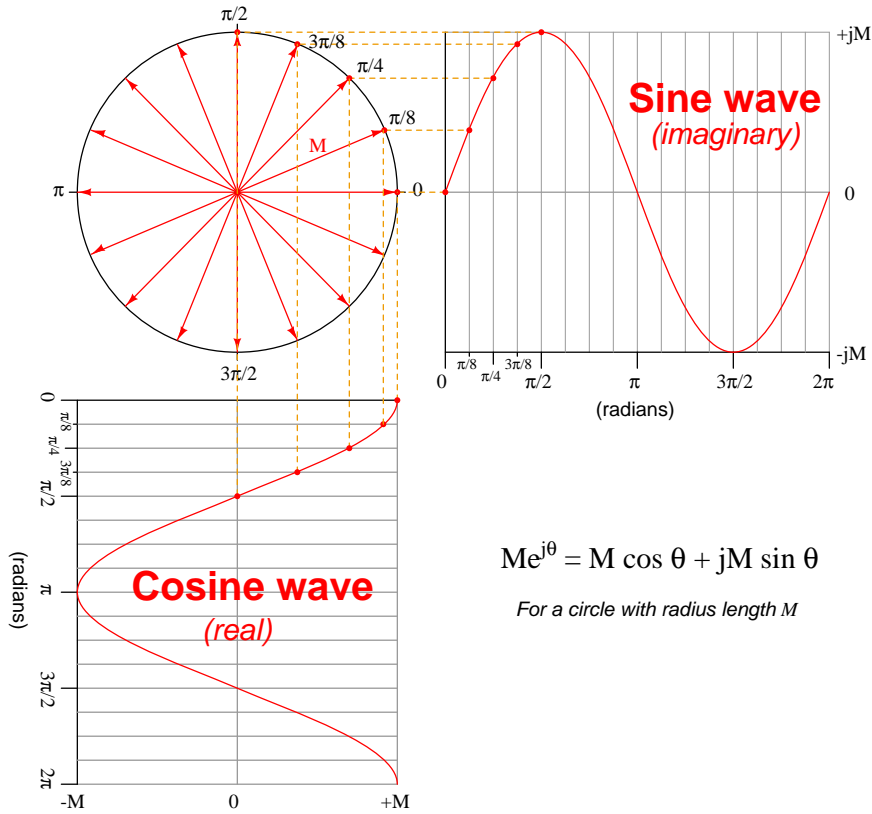 π/2
3π/8
π/4
π/8
M
π
0
3π/2
+jM
Sine wave
(imaginary)
0
-jM
0
π/8
π/4
3π/8
π/2
π
3π/2
2π
(radians)
0
π/8
π/4
3π/8
π/2
π
3π/2
2π
(radians)
Cosine wave
(real)
-M
0
+M
Me^jθ = M cos θ + jM sin θ
For a circle with radius length M